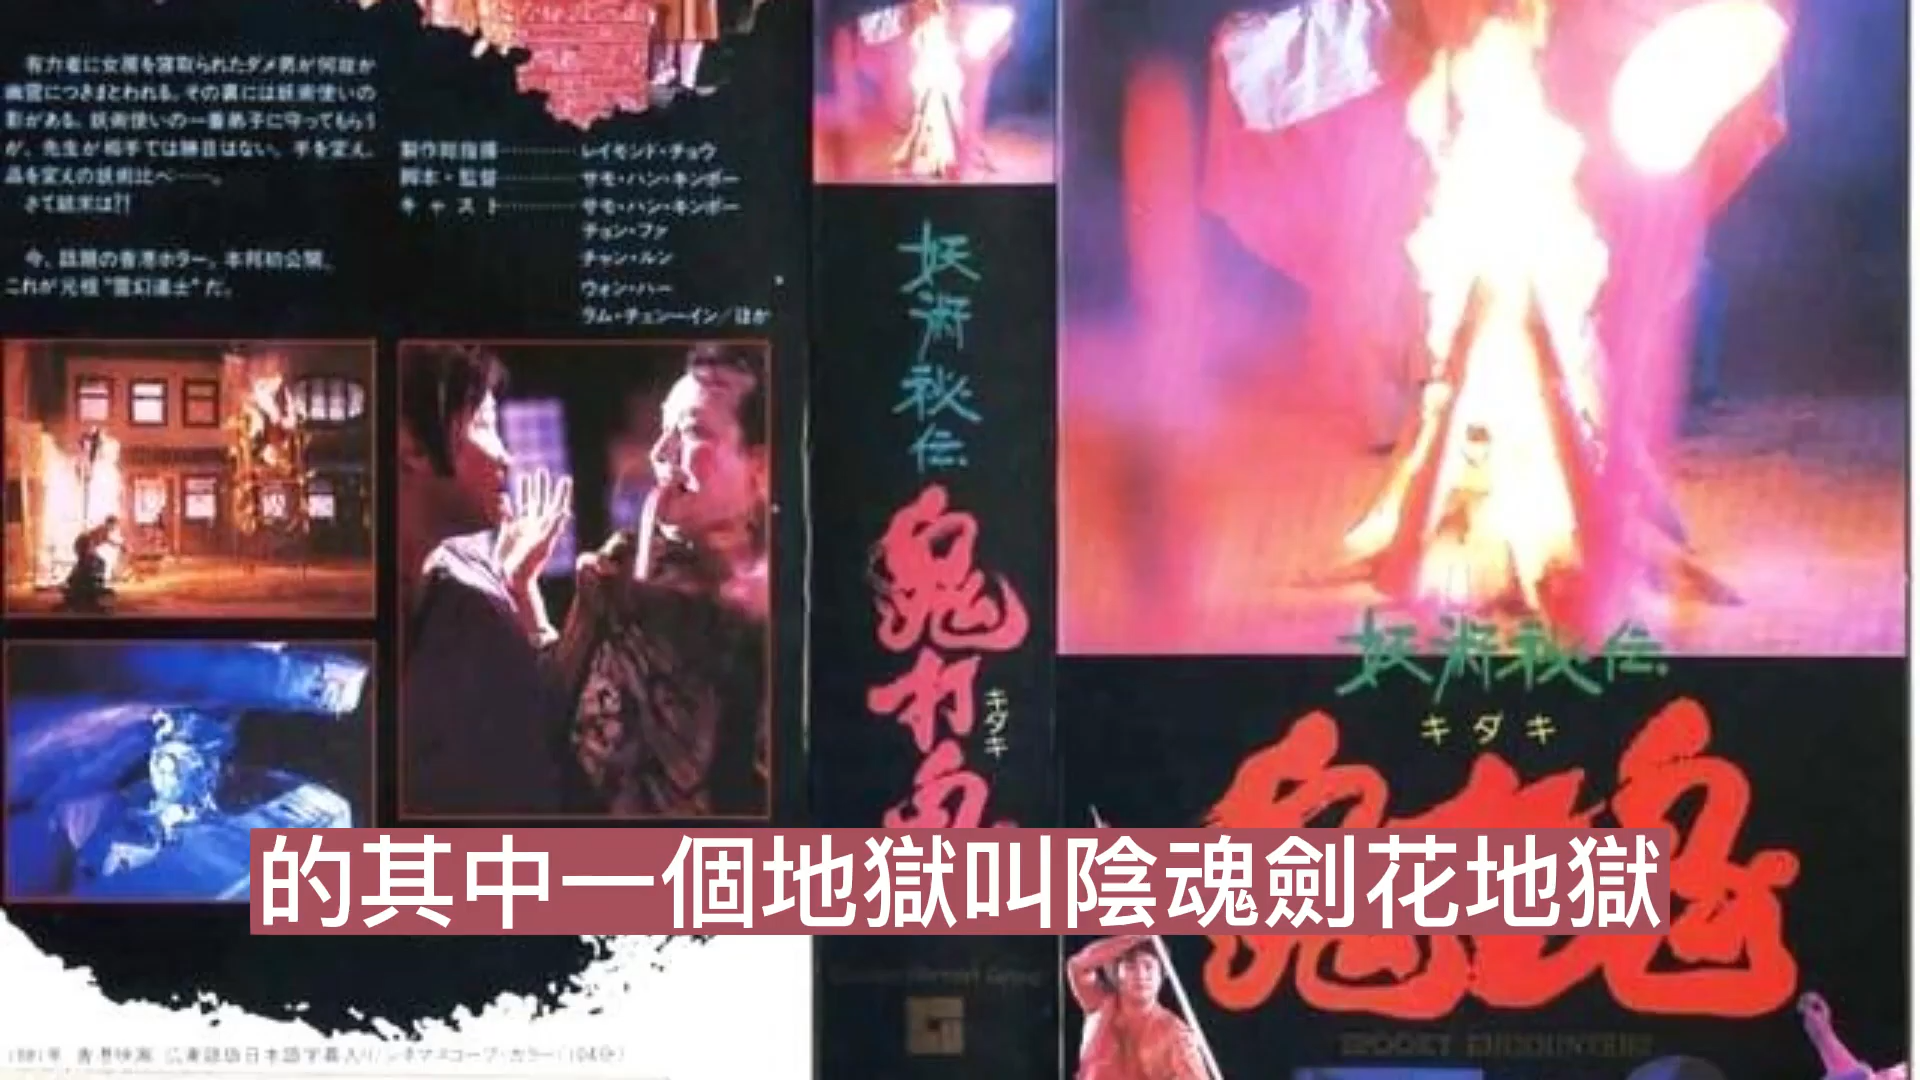 有力者に女房を寝取られたダメ男が何故か
幽霊につきまとわれる。その裏には妖術使いの
影がある。妖術使いの一番弟子に守ってもらう
が、先生が相手では勝目はない。手を変え、
品を変えの妖術比べ……。
さて結末は?!
今、話題の香港ホラー。本邦初公開。
これが元祖“霊幻道士”だ。
製作総指揮…………レイモンド・チョウ
脚本・監督…………サモ・ハン・キンポー
キャスト…………サモ・ハン・キンポー
チョン・ファ
チャン・ルン
ウォン・ハー
ラム・チェン—イン／ほか
妖術秘伝
鬼打鬼
キダキ
妖術秘伝
キダキ
鬼打鬼
SPOOKY ENCOUNTERS
的其中一個地獄叫陰魂劍花地獄